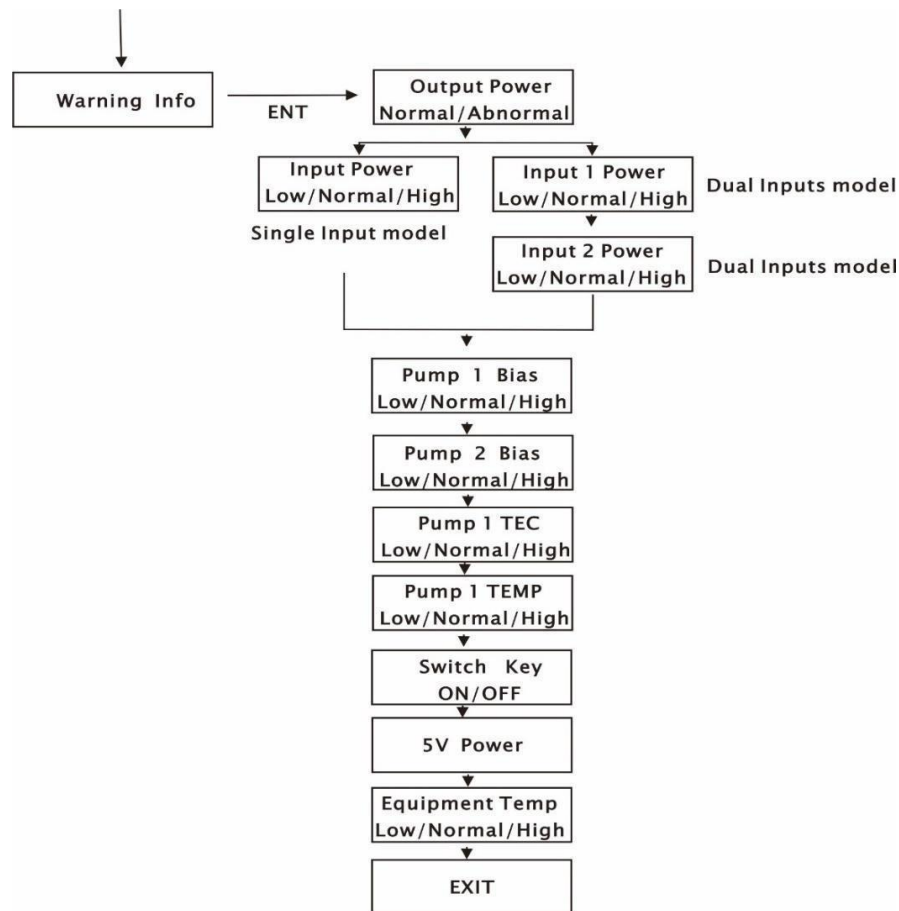 Warning Info
ENT
Output Power
Normal/Abnormal
Input Power
Low/Normal/High
Single Input model
Input 1 Power
Low/Normal/High
Dual Inputs model
Input 2 Power
Low/Normal/High
Dual Inputs model
Pump 1 Bias
Low/Normal/High
Pump 2 Bias
Low/Normal/High
Pump 1 TEC
Low/Normal/High
Pump 1 TEMP
Low/Normal/High
Switch Key
ON/OFF
5V Power
Equipment Temp
Low/Normal/High
EXIT